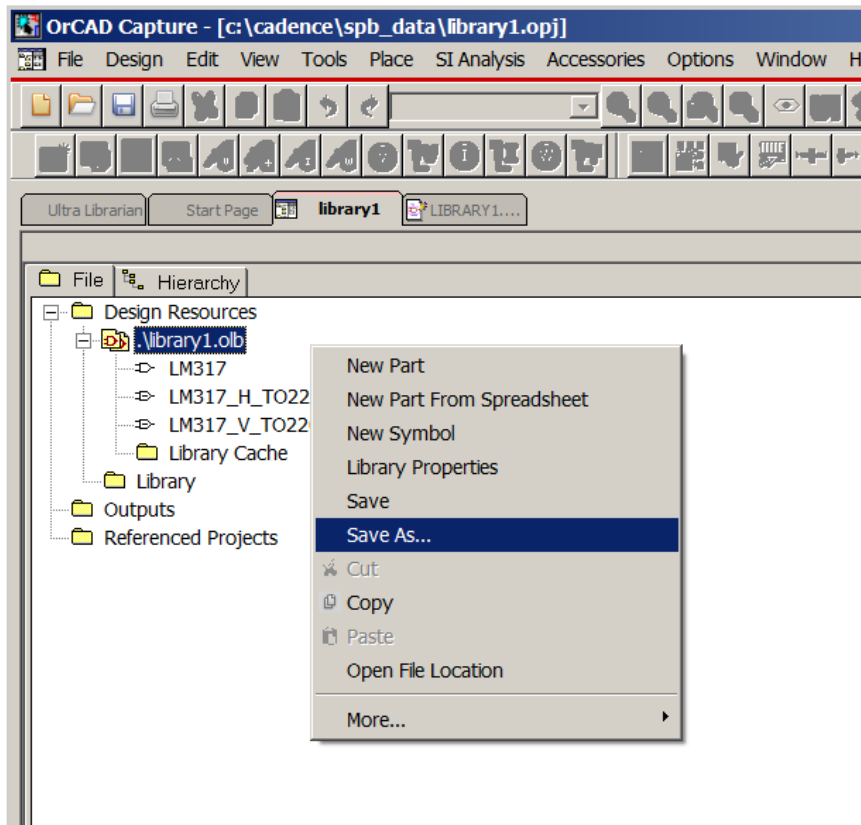 OrCAD Capture - [c:\cadence\spb_data\library1.opj]
File Design Edit View Tools Place SI Analysis Accessories Options Window H
Ultra Librarian Start Page library1 LIBRARY1....
File Hierarchy
Design Resources
.\library1.olb
LM317
LM317_H_TO22
LM317_V_TO220
Library Cache
Library
Outputs
Referenced Projects
New Part
New Part From Spreadsheet
New Symbol
Library Properties
Save
Save As...
Cut
Copy
Paste
Open File Location
More...